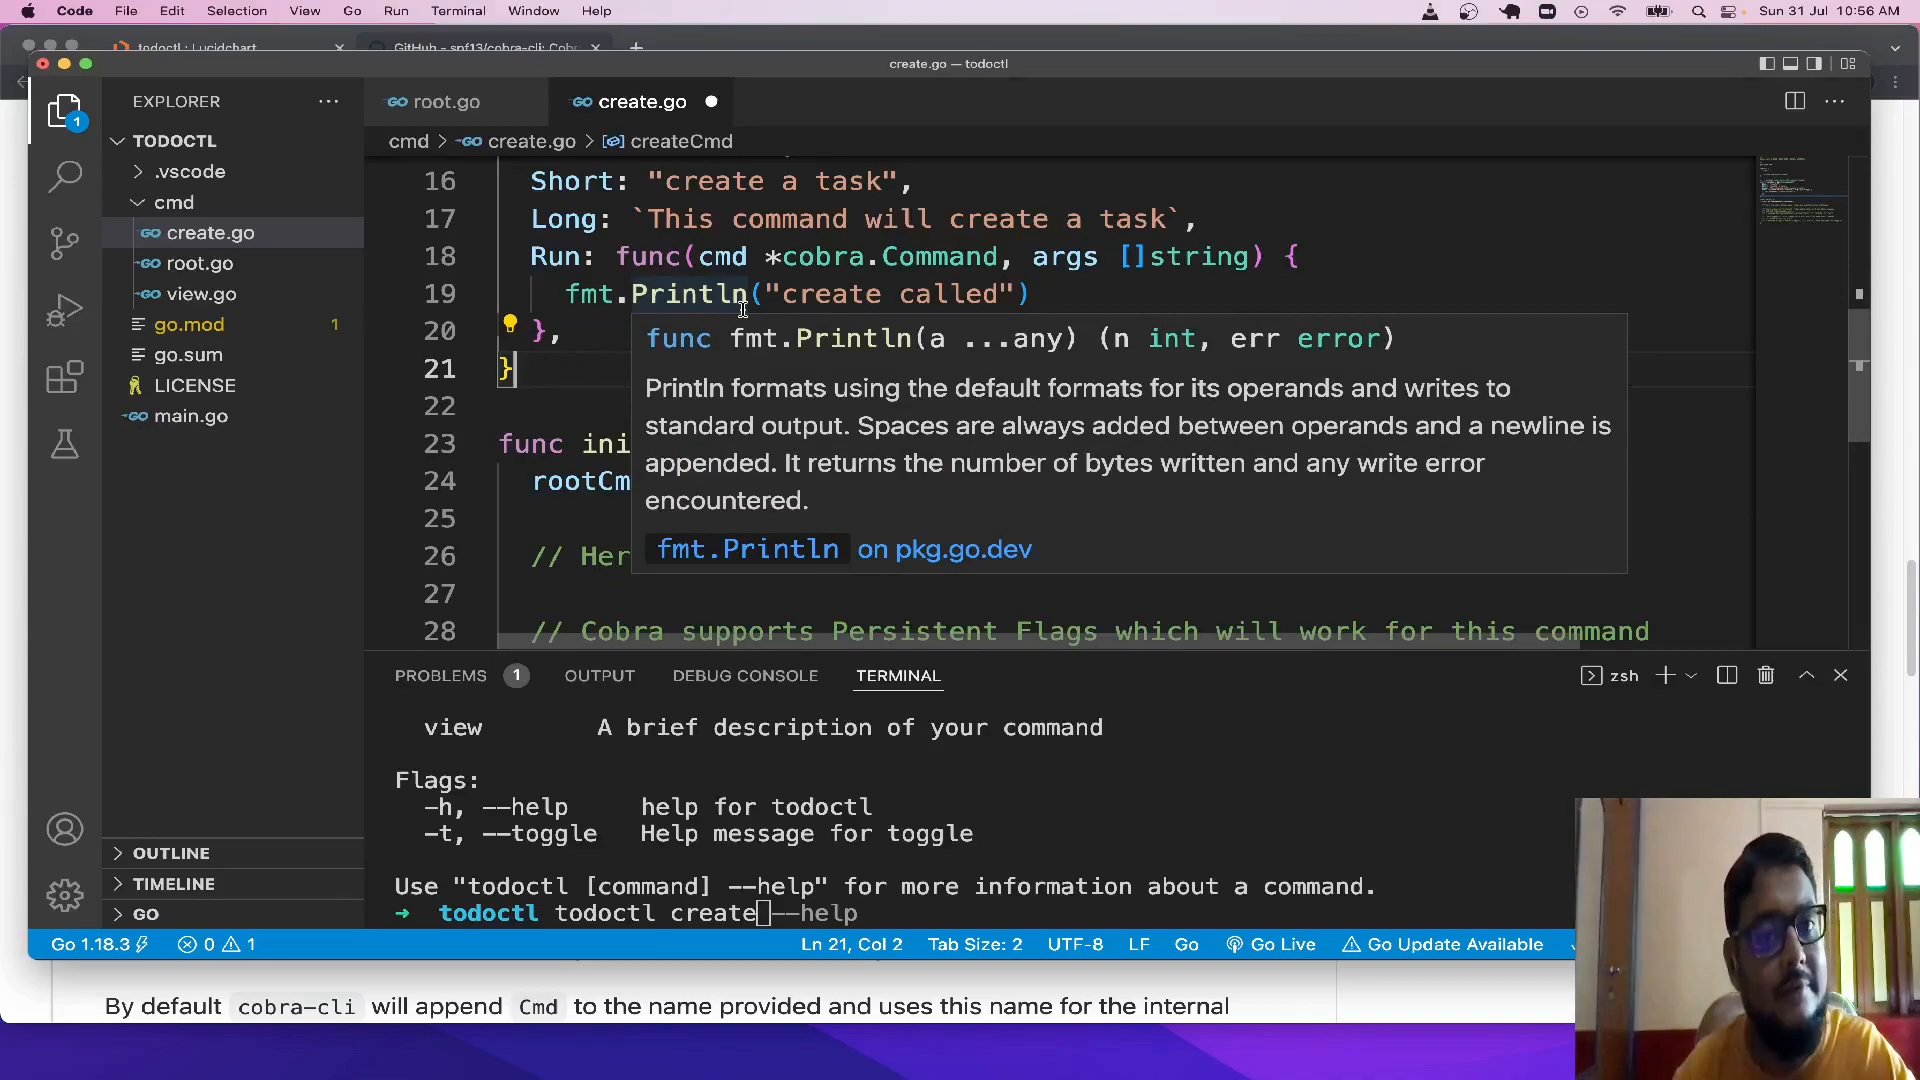 Code File Edit Selection View Go Run Terminal Window Help Sun 31 Jul 10:56 AM
todoctl : Lucidchart GitHub - spf13/cobra-cli: Cobr
create.go — todoctl
EXPLORER
root.go create.go
TODOCTL
cmd > create.go > createCmd
.vscode
cmd
create.go
root.go
view.go
go.mod 1
go.sum
LICENSE
main.go
16 Short: "create a task",
17 Long: `This command will create a task`,
18 Run: func(cmd *cobra.Command, args []string) {
19 fmt.Println("create called")
20 },
21 }
22
23 func ini
24 rootCm
25
26 // Her
27
28 // Cobra supports Persistent Flags which will work for this command
func fmt.Println(a ...any) (n int, err error)
Println formats using the default formats for its operands and writes to
standard output. Spaces are always added between operands and a newline is
appended. It returns the number of bytes written and any write error
encountered.
fmt.Println on pkg.go.dev
PROBLEMS 1 OUTPUT DEBUG CONSOLE TERMINAL zsh
view A brief description of your command
Flags:
-h, --help help for todoctl
-t, --toggle Help message for toggle
Use "todoctl [command] --help" for more information about a command.
→ todoctl todoctl create --help
OUTLINE
TIMELINE
GO
1
Go 1.18.3 0 1 Ln 21, Col 2 Tab Size: 2 UTF-8 LF Go Go Live Go Update Available
By default cobra-cli will append Cmd to the name provided and uses this name for the internal